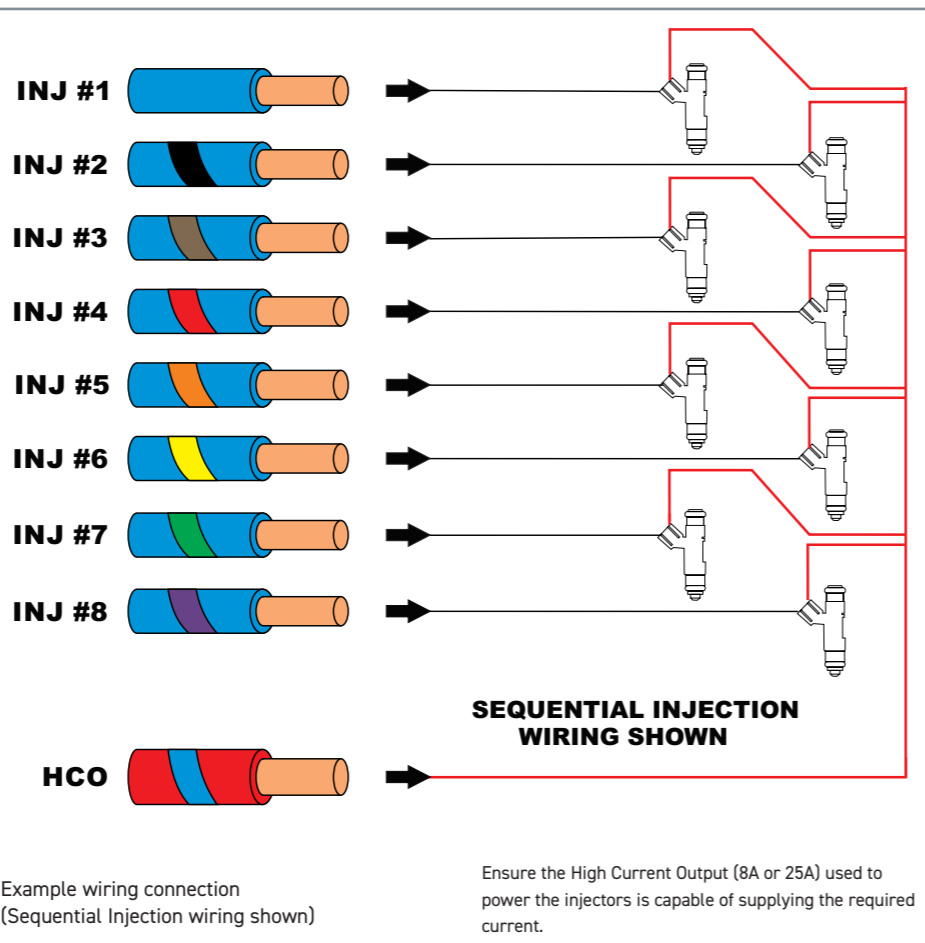 INJ #1
INJ #2
INJ #3
INJ #4
INJ #5
INJ #6
INJ #7
INJ #8
SEQUENTIAL INJECTION
WIRING SHOWN
HCO
Example wiring connection
(Sequential Injection wiring shown)
Ensure the High Current Output (8A or 25A) used to
power the injectors is capable of supplying the required
current.